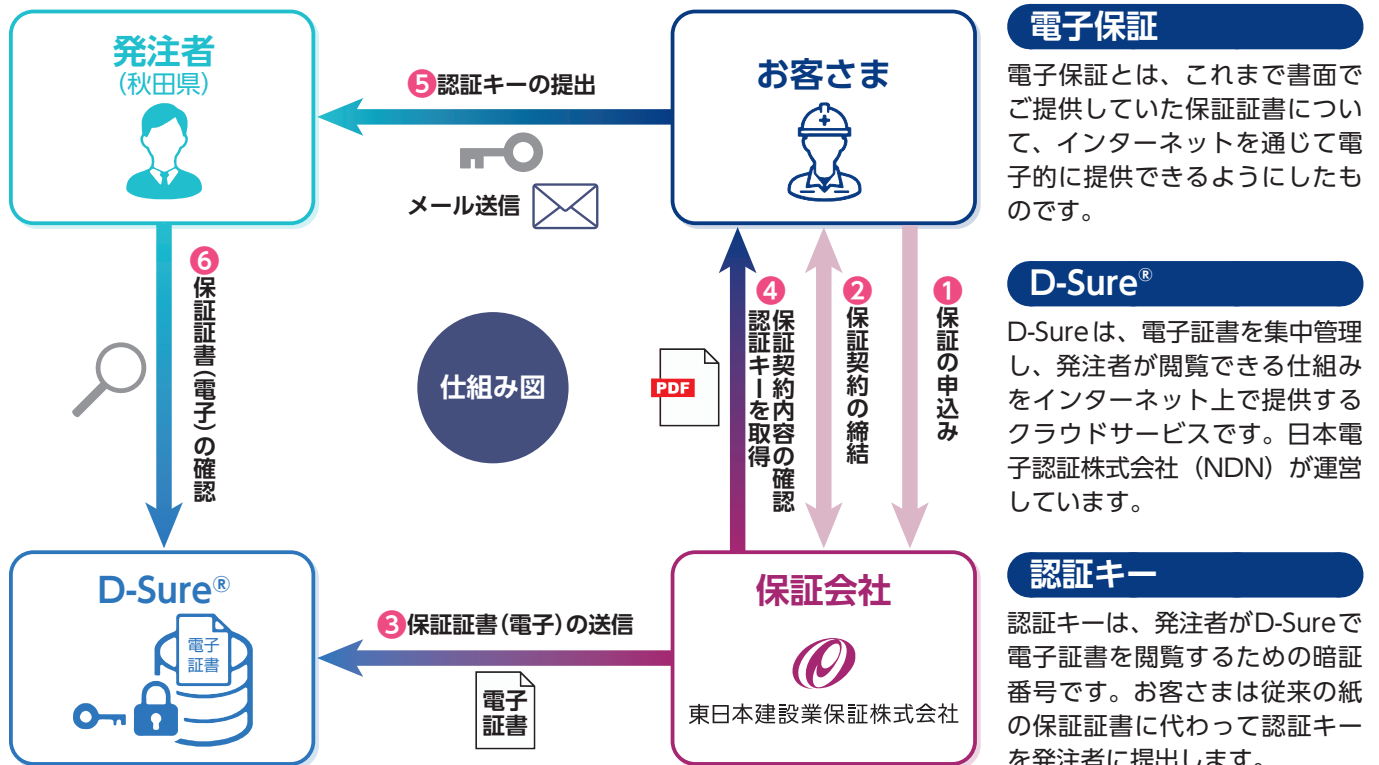 発注者
(秋田県)
❺認証キーの提出
メール送信
お客さま
❻保証証書(電子)の確認
仕組み図
PDF
❹保証契約内容の確認
認証キーを取得
❷保証契約の締結
❶保証の申込み
D-Sure®
電子
証書
❸保証証書(電子)の送信
電子
証書
保証会社
東日本建設業保証株式会社
電子保証
電子保証とは、これまで書面で
ご提供していた保証証書につい
て、インターネットを通じて電
子的に提供できるようにしたも
のです。
D-Sure®
D-Sureは、電子証書を集中管理
し、発注者が閲覧できる仕組み
をインターネット上で提供する
クラウドサービスです。日本電
子認証株式会社（NDN）が運営
しています。
認証キー
認証キーは、発注者がD-Sureで
電子証書を閲覧するための暗証
番号です。お客さまは従来の紙
の保証証書に代わって認証キー
を発注者に提出します。